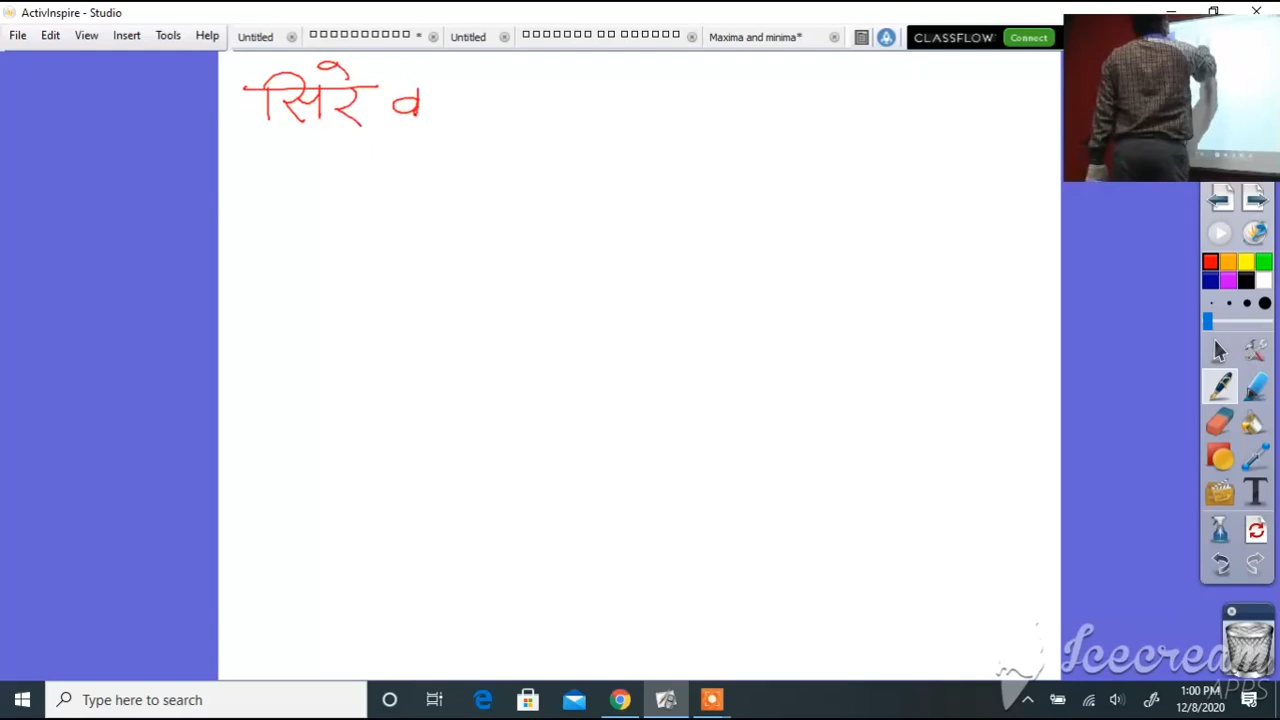 ActivInspire - Studio
File Edit View Insert Tools Help
Untitled □□□□□□□□□□ * Untitled □□□□□□□ □□ □□□□□□□ Maxima and minima* CLASSFLOW Connect
सिरे व
T
Icecream
APPS
Type here to search
1:00 PM
12/8/2020